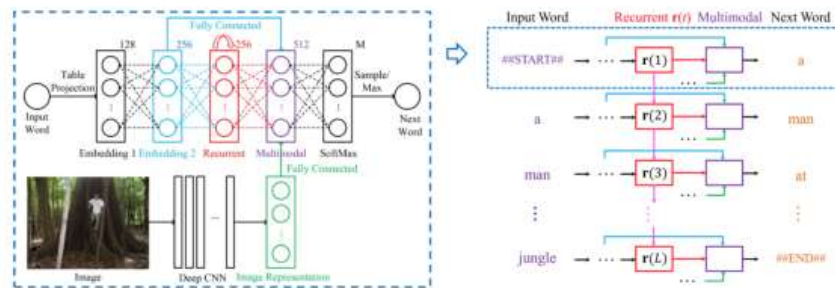 Fully Connected
128
256
256
512
M
Table
Projection
Sample/
Max
Input
Word
Next
Word
Embedding 1
Embedding 2
Recurrent
Multimodal
SoftMax
Fully Connected
...
Image
Deep CNN
Image Representation
Input Word
Recurrent r(t)
Multimodal
Next Word
##START##
...
r(1)
...
a
a
...
r(2)
...
man
man
...
r(3)
...
at
jungle
...
r(L)
...
##END##